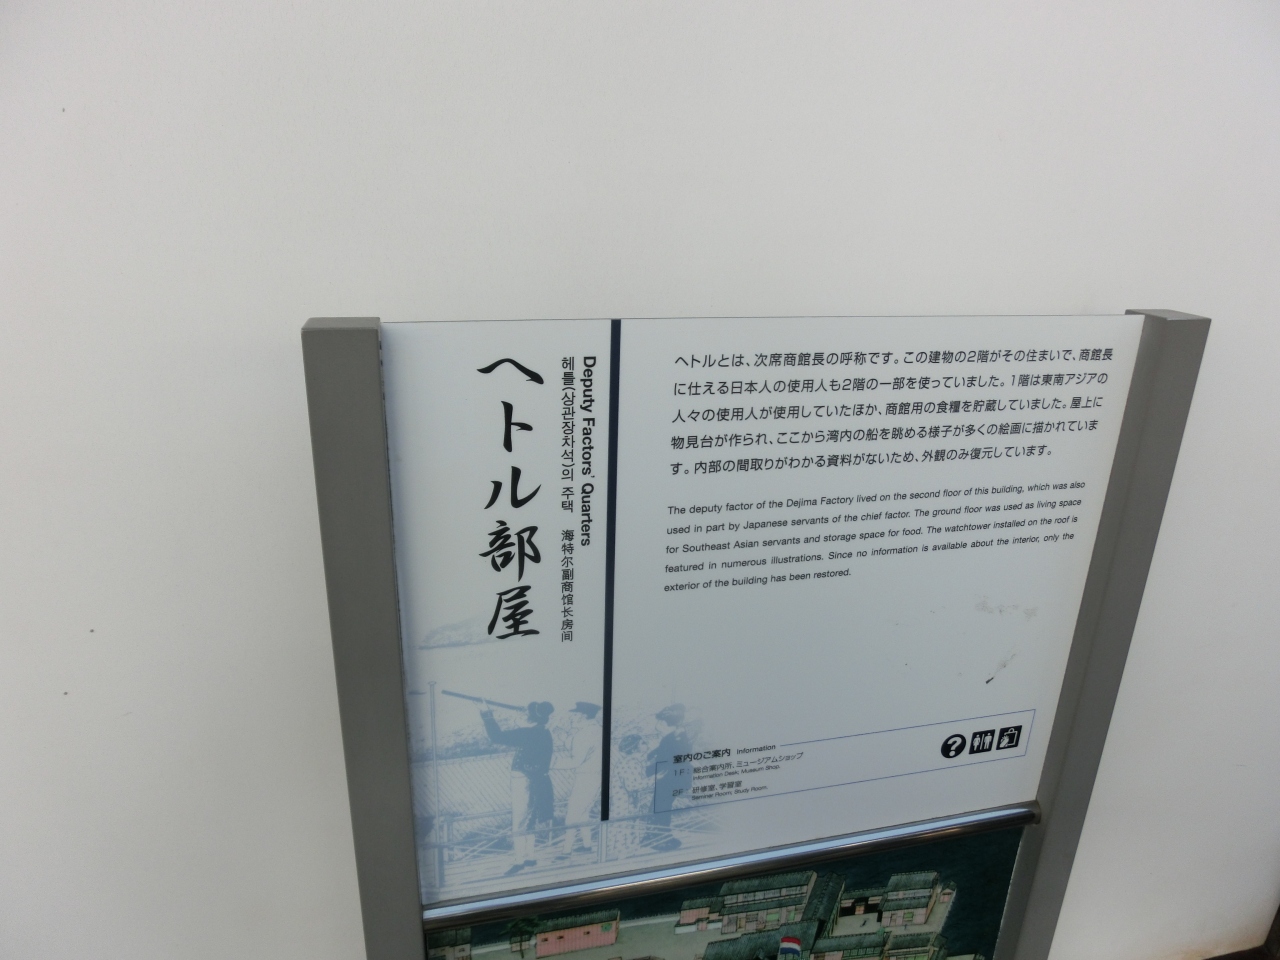 ヘトル部屋
Deputy Factors' Quarters
헤틀(상관장차석)의 주택 海特尔副商馆长房间
ヘトルとは、次席商館長の呼称です。この建物の2階がその住まいで、商館長
に仕える日本人の使用人も2階の一部を使っていました。1階は東南アジアの
人々の使用人が使用していたほか、商館用の食糧を貯蔵していました。屋上に
物見台が作られ、ここから湾内の船を眺める様子が多くの絵画に描かれていま
す。内部の間取りがわかる資料がないため、外観のみ復元しています。
The deputy factor of the Dejima Factory lived on the second floor of this building, which was also
used in part by Japanese servants of the chief factor. The ground floor was used as living space
for Southeast Asian servants and storage space for food. The watchtower installed on the roof is
featured in numerous illustrations. Since no information is available about the interior, only the
exterior of the building has been restored.
室内のご案内 Information
1F: 総合案内所、ミュージアムショップ
Information Desk, Museum Shop.
2F: 研修室、学習室
Seminar Room, Study Room.